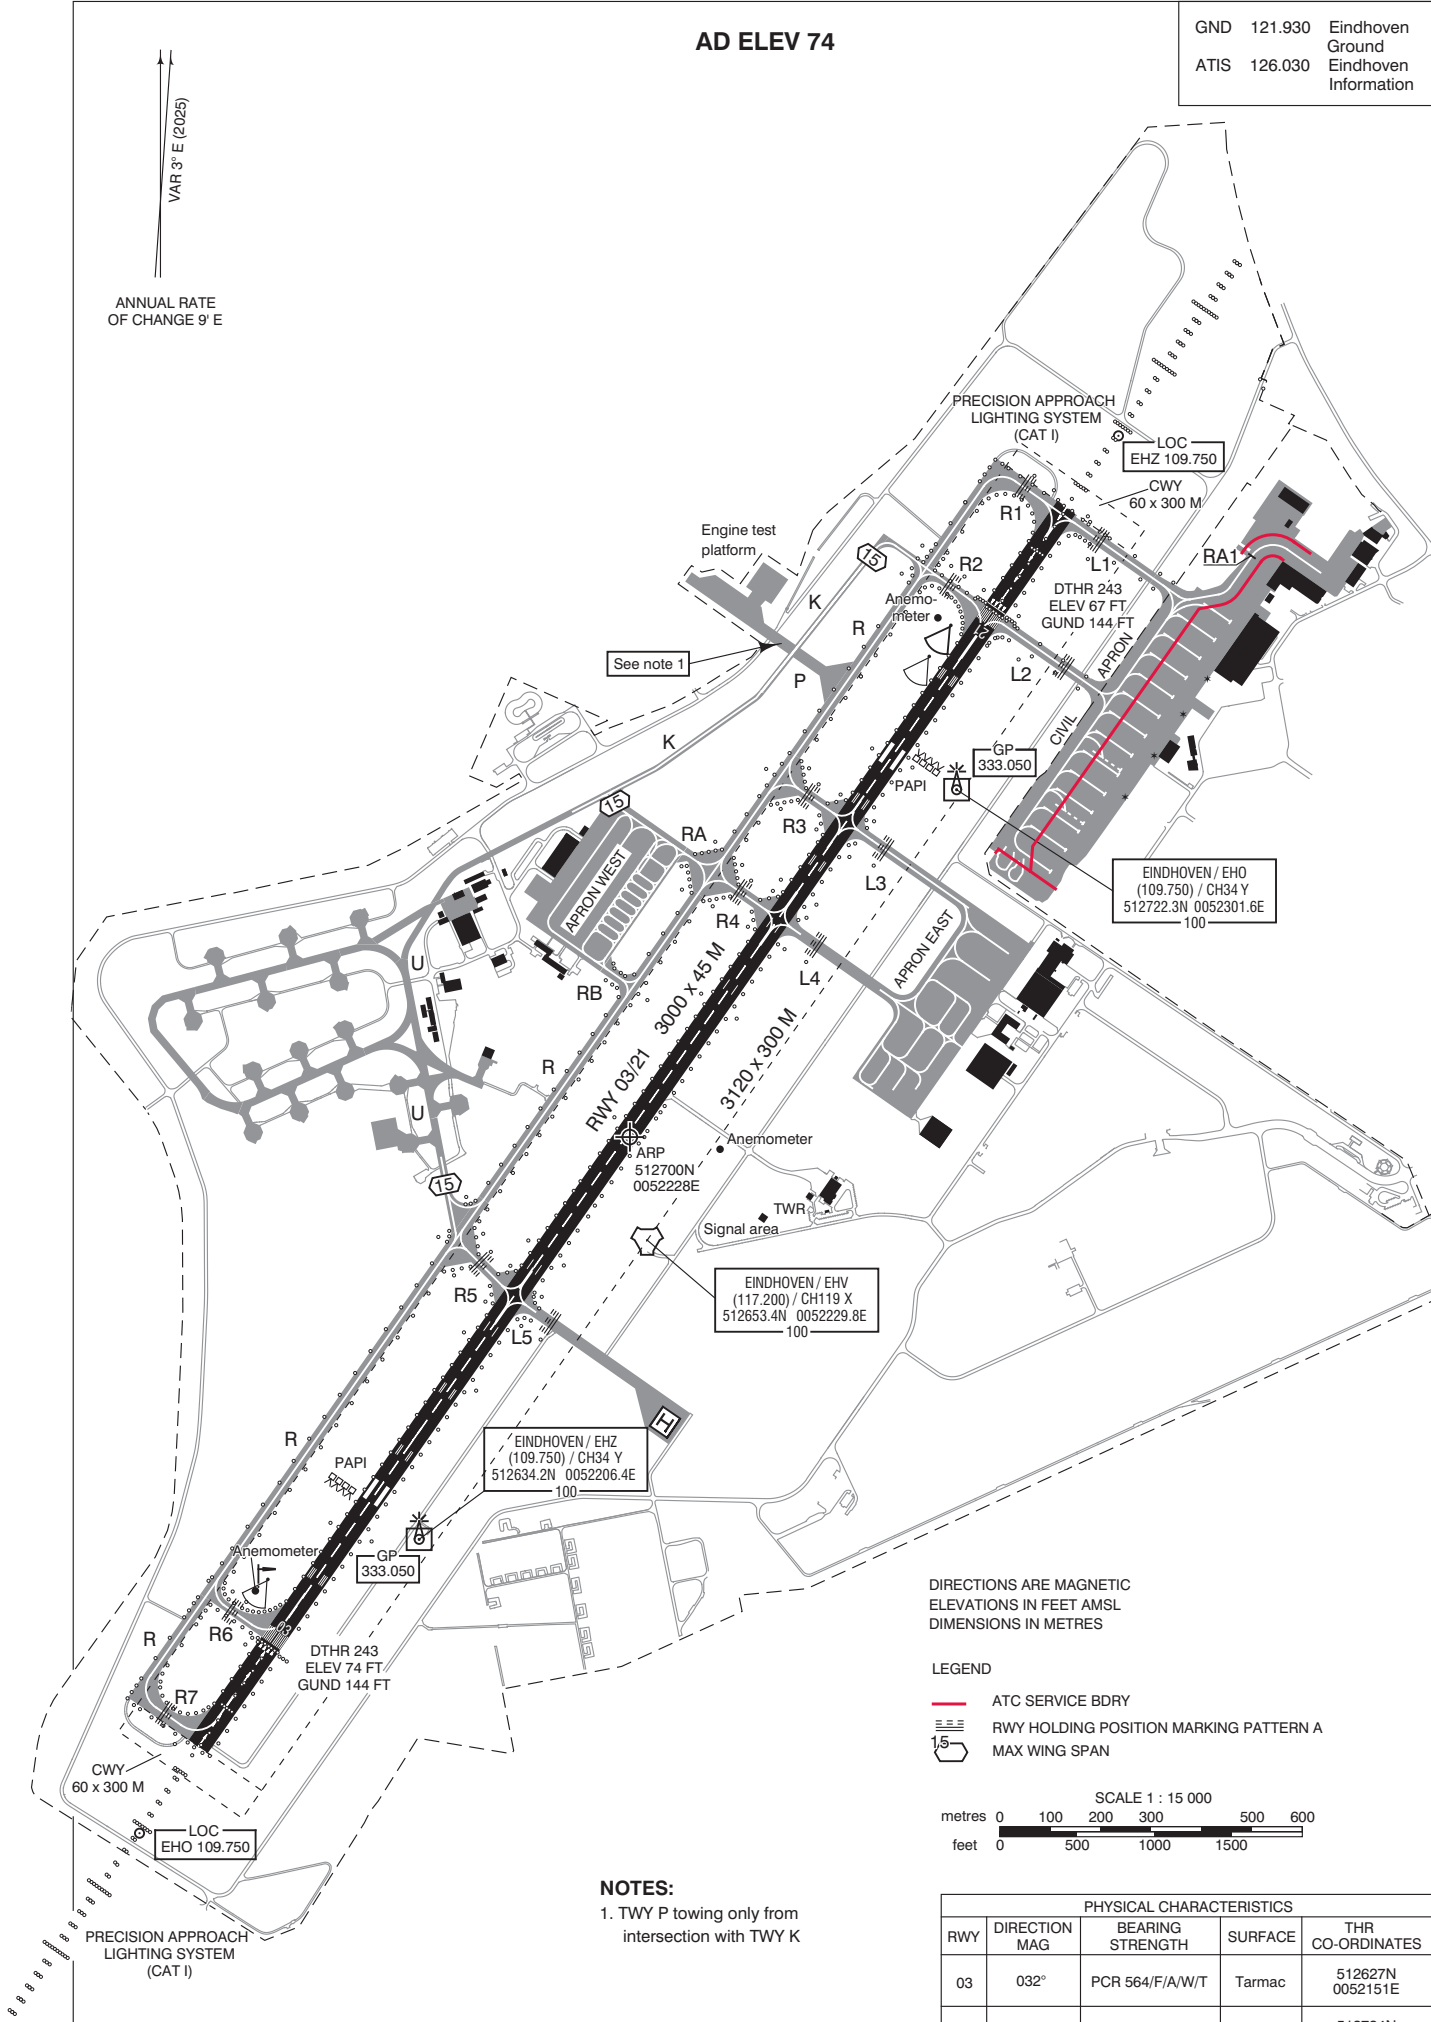 AD ELEV 74
GND 121.930 Eindhoven
Ground
ATIS 126.030 Eindhoven
Information
VAR 3° E (2025)
ANNUAL RATE
OF CHANGE 9' E
PRECISION APPROACH
LIGHTING SYSTEM
(CAT I)
LOC
EHZ 109.750
CWY
60 x 300 M
R1
L1
RA1
Engine test
platform
15
R2
K
Anemo-
meter
DTHR 243
ELEV 67 FT
GUND 144 FT
21
R
See note 1
P
L2
CIVIL APRON
K
GP
333.050
PAPI
15
RA
R3
L3
EINDHOVEN / EHO
(109.750) / CH34 Y
512722.3N 0052301.6E
100
APRON WEST
R4
L4
APRON EAST
U
RB
3000 x 45 M
RWY 03/21
3120 x 300 M
R
U
ARP
512700N
0052228E
Anemometer
15
TWR
Signal area
R5
L5
EINDHOVEN / EHV
(117.200) / CH119 X
512653.4N 0052229.8E
100
H
R
PAPI
EINDHOVEN / EHZ
(109.750) / CH34 Y
512634.2N 0052206.4E
100
Anemometer
GP
333.050
R6
03
R
R7
DTHR 243
ELEV 74 FT
GUND 144 FT
CWY
60 x 300 M
LOC
EHO 109.750
PRECISION APPROACH
LIGHTING SYSTEM
(CAT I)
DIRECTIONS ARE MAGNETIC
ELEVATIONS IN FEET AMSL
DIMENSIONS IN METRES
LEGEND
ATC SERVICE BDRY
RWY HOLDING POSITION MARKING PATTERN A
15 MAX WING SPAN
SCALE 1 : 15 000
metres 0 100 200 300 500 600
feet 0 500 1000 1500
NOTES:
1. TWY P towing only from
intersection with TWY K
PHYSICAL CHARACTERISTICS
RWY DIRECTION MAG BEARING STRENGTH SURFACE THR CO-ORDINATES
03 032° PCR 564/F/A/W/T Tarmac 512627N 0052151E